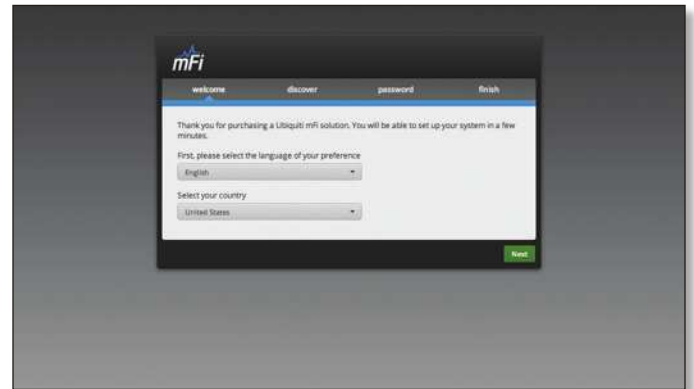 mFi
welcome discover password finish
Thank you for purchasing a Ubiquiti mFi solution. You will be able to set up your system in a few
minutes.
First, please select the language of your preference
English
Select your country
United States
Next